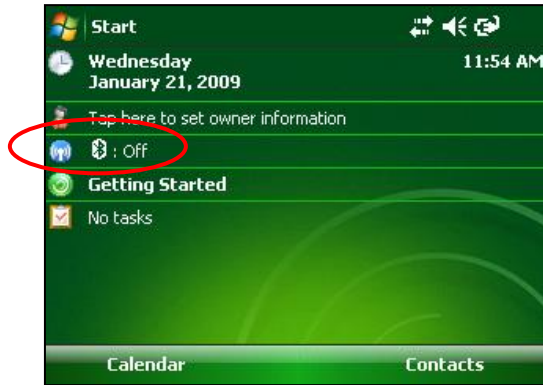 Start
Wednesday
January 21, 2009
11:54 AM
Tap here to set owner information
: Off
Getting Started
No tasks
Calendar
Contacts